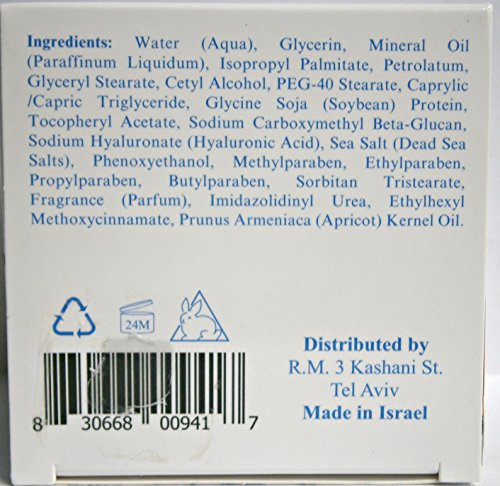 Ingredients: Water (Aqua), Glycerin, Mineral Oil
(Paraffinum Liquidum), Isopropyl Palmitate, Petrolatum,
Glyceryl Stearate, Cetyl Alcohol, PEG-40 Stearate, Caprylic
/Capric Triglyceride, Glycine Soja (Soybean) Protein,
Tocopheryl Acetate, Sodium Carboxymethyl Beta-Glucan,
Sodium Hyaluronate (Hyaluronic Acid), Sea Salt (Dead Sea
Salts), Phenoxyethanol, Methylparaben, Ethylparaben,
Propylparaben, Butylparaben, Sorbitan Tristearate,
Fragrance (Parfum), Imidazolidinyl Urea, Ethylhexyl
Methoxycinnamate, Prunus Armeniaca (Apricot) Kernel Oil.
24M
Distributed by
R.M. 3 Kashani St.
Tel Aviv
Made in Israel
8 30668 00941 7